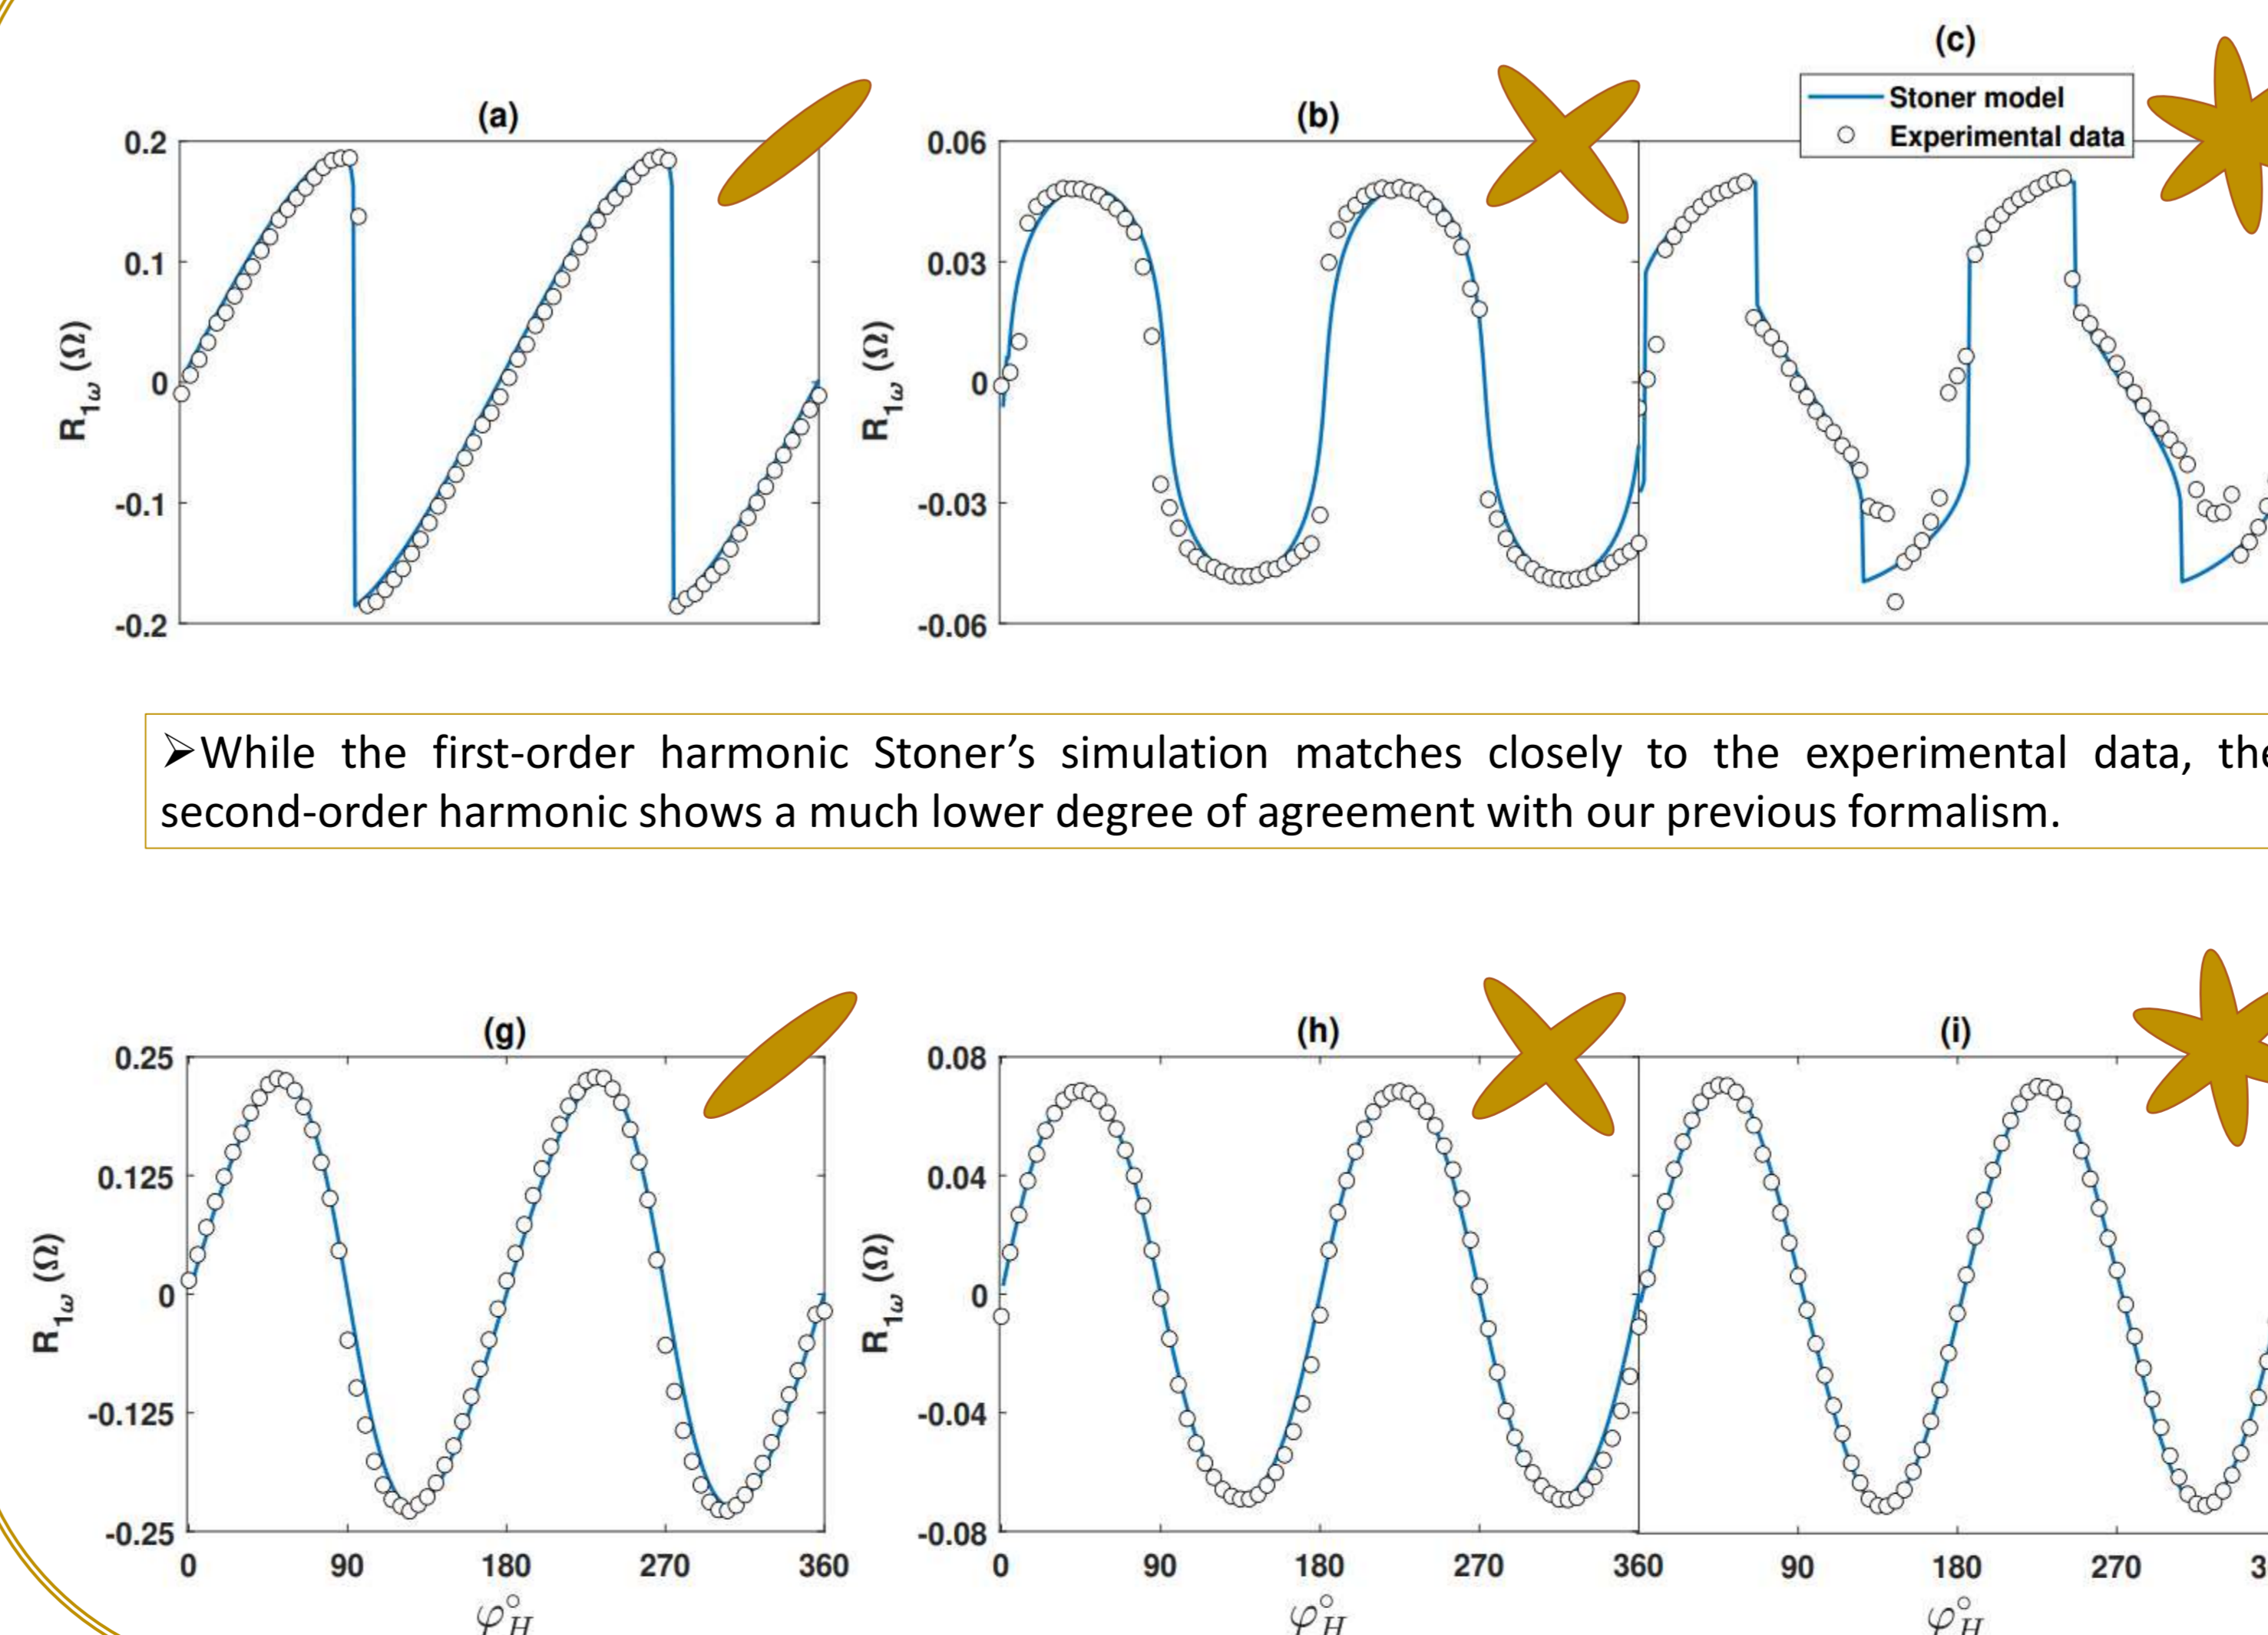 (a)
(b)
(c)
Stoner model
Experimental data
0.2
0.1
0
-0.1
-0.2
R1ω (Ω)
0.06
0.03
0
-0.03
-0.06
R1ω (Ω)
➢While the first-order harmonic Stoner’s simulation matches closely to the experimental data, the
second-order harmonic shows a much lower degree of agreement with our previous formalism.
(g)
(h)
(i)
0.25
0.125
0
-0.125
-0.25
R1ω (Ω)
0.08
0.04
0
-0.04
-0.08
R1ω (Ω)
0 90 180 270 360
0 90 180 270 360
90 180 270
φ°H
φ°H
φ°H